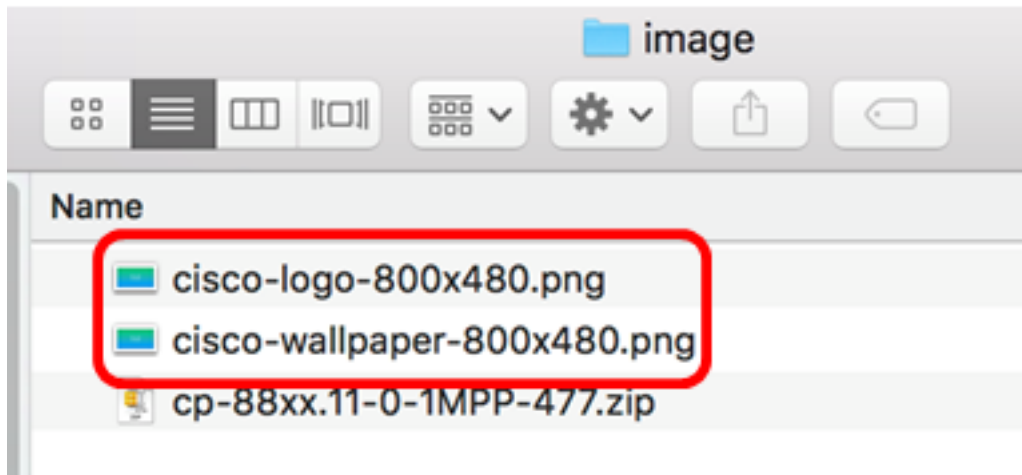 image
Name
cisco-logo-800x480.png
cisco-wallpaper-800x480.png
cp-88xx.11-0-1MPP-477.zip